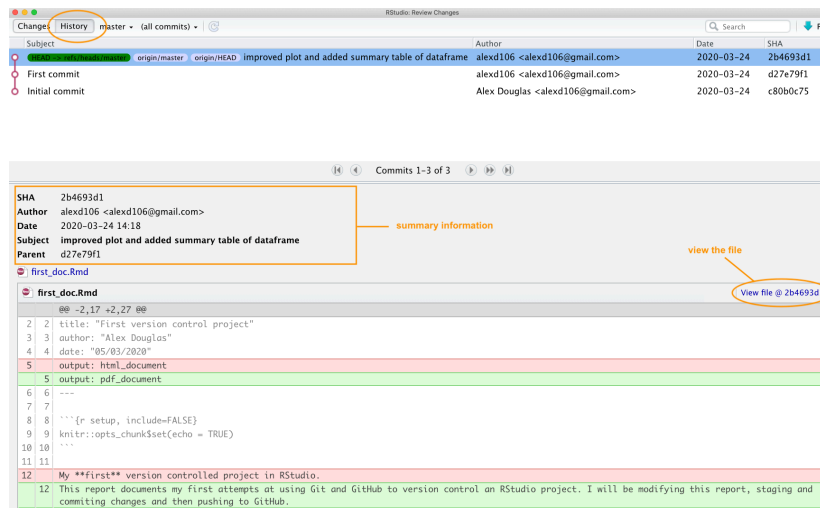 RStudio: Review Changes
Changes History master (all commits) Search
Subject Author Date SHA
HEAD -> refs/heads/master origin/master origin/HEAD improved plot and added summary table of dataframe alexd106 <alexd106@gmail.com> 2020-03-24 2b4693d1
First commit alexd106 <alexd106@gmail.com> 2020-03-24 d27e79f1
Initial commit Alex Douglas <alexd106@gmail.com> 2020-03-24 c80b0c75
Commits 1-3 of 3
SHA 2b4693d1
Author alexd106 <alexd106@gmail.com>
Date 2020-03-24 14:18
summary information
Subject improved plot and added summary table of dataframe
Parent d27e79f1
view the file
first_doc.Rmd
first_doc.Rmd View file @ 2b4693d
@@ -2,17 +2,27 @@
2 2 title: "First version control project"
3 3 author: "Alex Douglas"
4 4 date: "05/03/2020"
5 output: html_document
5 output: pdf_document
6 6 ---
7 7
8 8 ```{r setup, include=FALSE}
9 9 knitr::opts_chunk$set(echo = TRUE)
10 10 ```
11 11
12 My **first** version controlled project in RStudio.
12 This report documents my first attempts at using Git and GitHub to version control an RStudio project. I will be modifying this report, staging and
commiting changes and then pushing to GitHub.